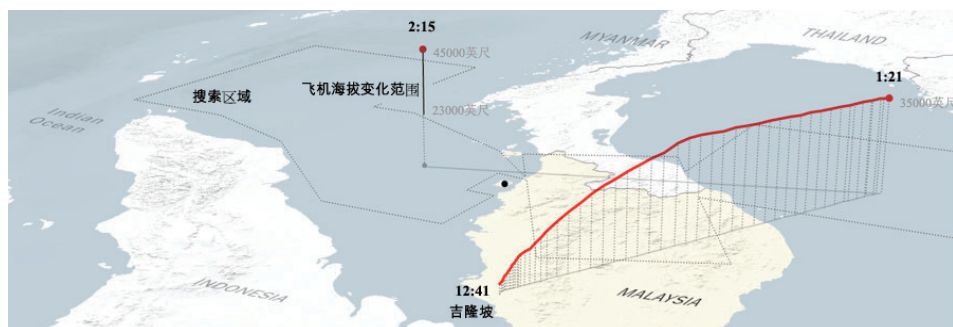 2:15
45000英尺
MYANMAR
THAILAND
1:21
搜索区域
飞机海拔变化范围
23000英尺
35000英尺
Indian
Ocean
12:41
吉隆坡
INDONESIA
MALAYSIA